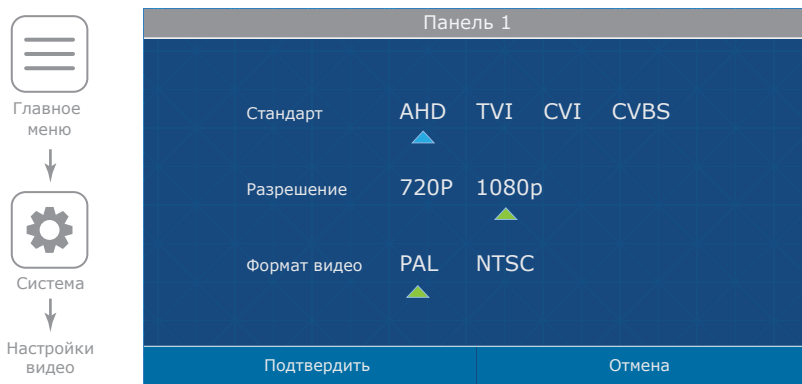 Главное
меню
Система
Настройки
видео
Панель 1
Стандарт AHD TVI CVI CVBS
Разрешение 720P 1080p
Формат видео PAL NTSC
Подтвердить Отмена